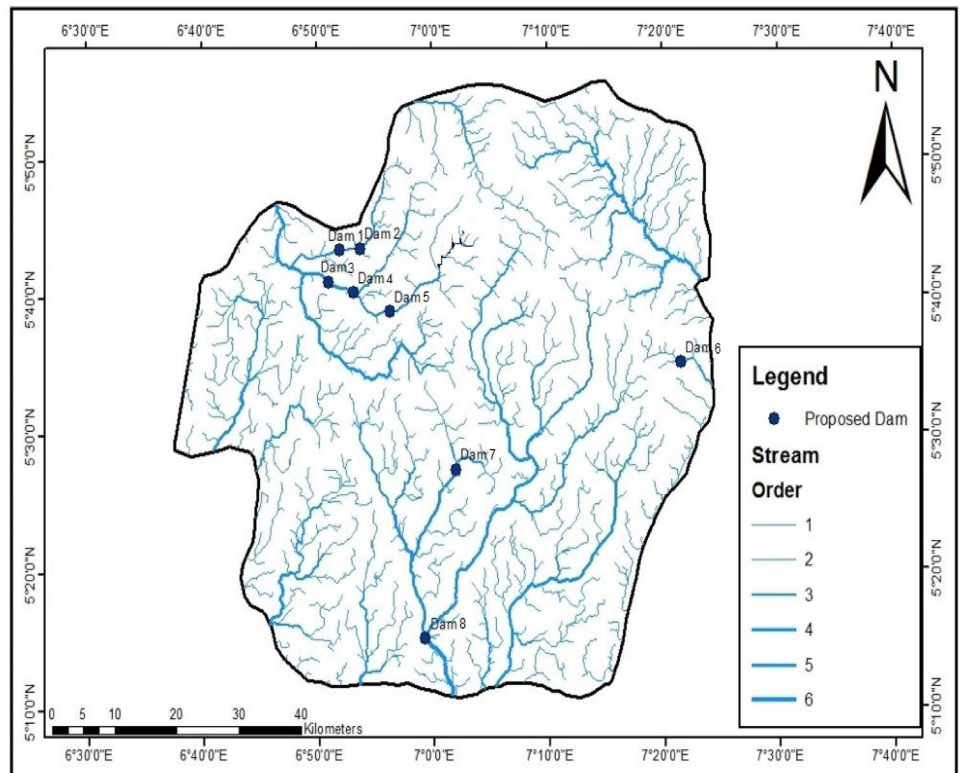 6°30'0"E 6°40'0"E 6°50'0"E 7°0'0"E 7°10'0"E 7°20'0"E 7°30'0"E 7°40'0"E
N
5°50'0"N 5°50'0"N
Dam 1 Dam 2
Dam3
Dam 4
5°40'0"N 5°40'0"N
Dam 5
Dam 6
Legend
Proposed Dam
5°30'0"N 5°30'0"N
Stream
Dam 7
Order
1
2
5°20'0"N 5°20'0"N
3
4
Dam 8
5
6
5°10'0"N 5°10'0"N
0 5 10 20 30 40
Kilometers
6°30'0"E 6°40'0"E 6°50'0"E 7°0'0"E 7°10'0"E 7°20'0"E 7°30'0"E 7°40'0"E